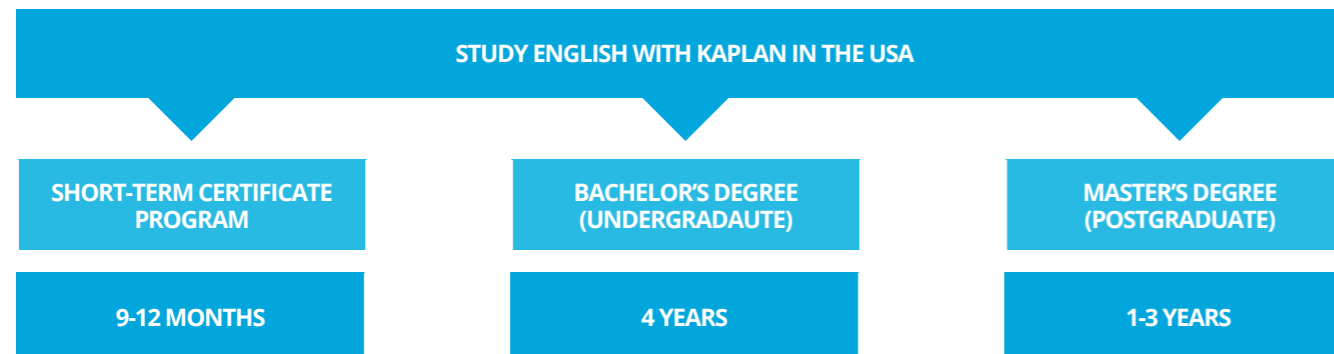 STUDY ENGLISH WITH KAPLAN IN THE USA
SHORT-TERM CERTIFICATE
PROGRAM
BACHELOR'S DEGREE
(UNDERGRADAUTE)
MASTER'S DEGREE
(POSTGRADUATE)
9-12 MONTHS
4 YEARS
1-3 YEARS